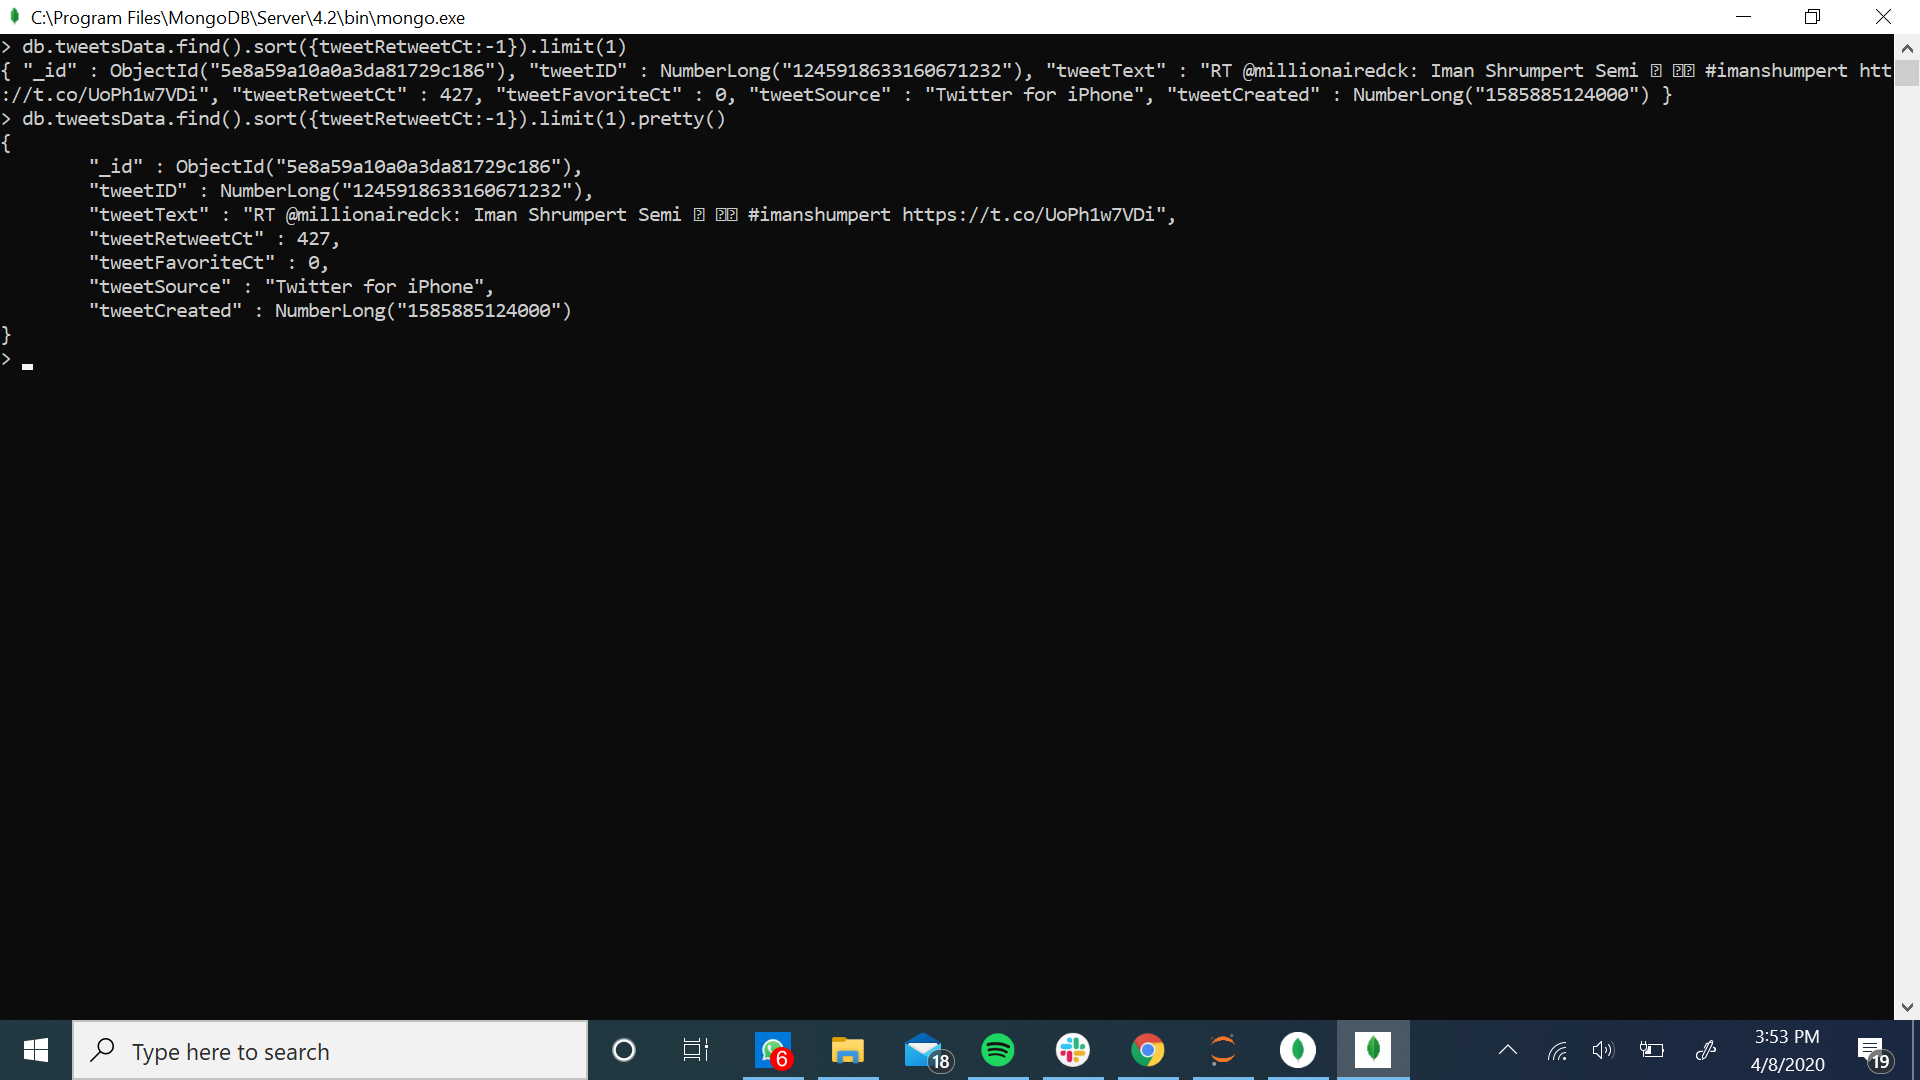 C:\Program Files\MongoDB\Server\4.2\bin\mongo.exe
> db.tweetsData.find().sort({tweetRetweetCt:-1}).limit(1)
{ "_id" : ObjectId("5e8a59a10a0a3da81729c186"), "tweetID" : NumberLong("1245918633160671232"), "tweetText" : "RT @millionairedck: Iman Shrumpert Semi � �� #imanshumpert htt
://t.co/UoPh1w7VDi", "tweetRetweetCt" : 427, "tweetFavoriteCt" : 0, "tweetSource" : "Twitter for iPhone", "tweetCreated" : NumberLong("1585885124000") }
> db.tweetsData.find().sort({tweetRetweetCt:-1}).limit(1).pretty()
{
"_id" : ObjectId("5e8a59a10a0a3da81729c186"),
"tweetID" : NumberLong("1245918633160671232"),
"tweetText" : "RT @millionairedck: Iman Shrumpert Semi � �� #imanshumpert https://t.co/UoPh1w7VDi",
"tweetRetweetCt" : 427,
"tweetFavoriteCt" : 0,
"tweetSource" : "Twitter for iPhone",
"tweetCreated" : NumberLong("1585885124000")
}
>
Type here to search
6
18
3:53 PM
4/8/2020
19